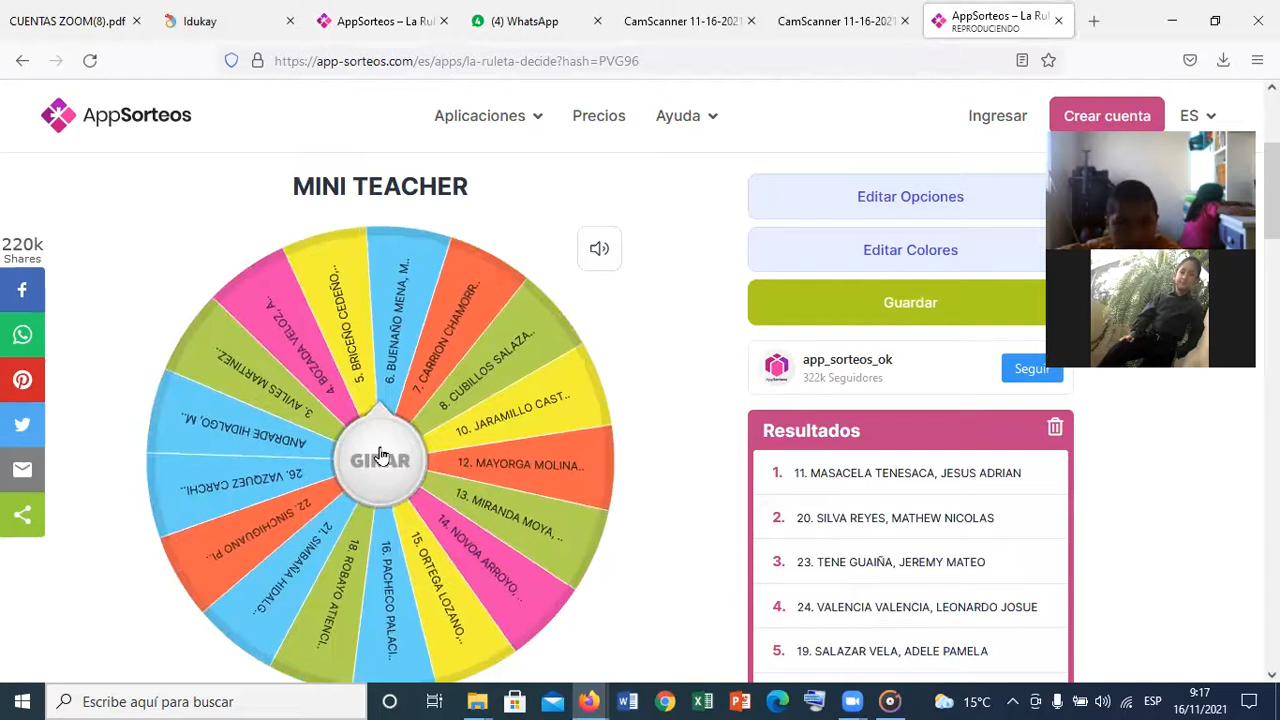 CUENTAS ZOOM(8).pdf
Idukay
AppSorteos – La Rul
(4) WhatsApp
CamScanner 11-16-2021
CamScanner 11-16-2021
AppSorteos – La Rul
REPRODUCIENDO
https://app-sorteos.com/es/apps/la-ruleta-decide?hash=PVG96
AppSorteos
Aplicaciones
Precios
Ayuda
Ingresar
Crear cuenta
ES
MINI TEACHER
220k
Shares
3. AVILES MARTINEZ..
4. BOZADA VELOZ, A..
5. BRICEÑO CEDEÑO,..
6. BUENAÑO MENA, M..
7. CARRION CHAMORR..
8. CUBILLOS SALAZA..
10. JARAMILLO CAST..
12. MAYORGA MOLINA..
13. MIRANDA MOYA, ..
14. NOVOA ARROYO, ..
15. ORTEGA LOZANO,..
16. PACHECO PALACI..
18. ROBAYO ATIENCI..
21. SIMBAÑA HIDALG..
22. SINCHIGUANO PI..
26. VAZQUEZ CARCHI..
ANDRADE HIDALGO, M..
GIRAR
Editar Opciones
Editar Colores
Guardar
app_sorteos_ok
322k Seguidores
Seguir
Resultados
1. 11. MASACELA TENESACA, JESUS ADRIAN
2. 20. SILVA REYES, MATHEW NICOLAS
3. 23. TENE GUAIÑA, JEREMY MATEO
4. 24. VALENCIA VALENCIA, LEONARDO JOSUE
5. 19. SALAZAR VELA, ADELE PAMELA
Escribe aquí para buscar
15°C
ESP
9:17
16/11/2021